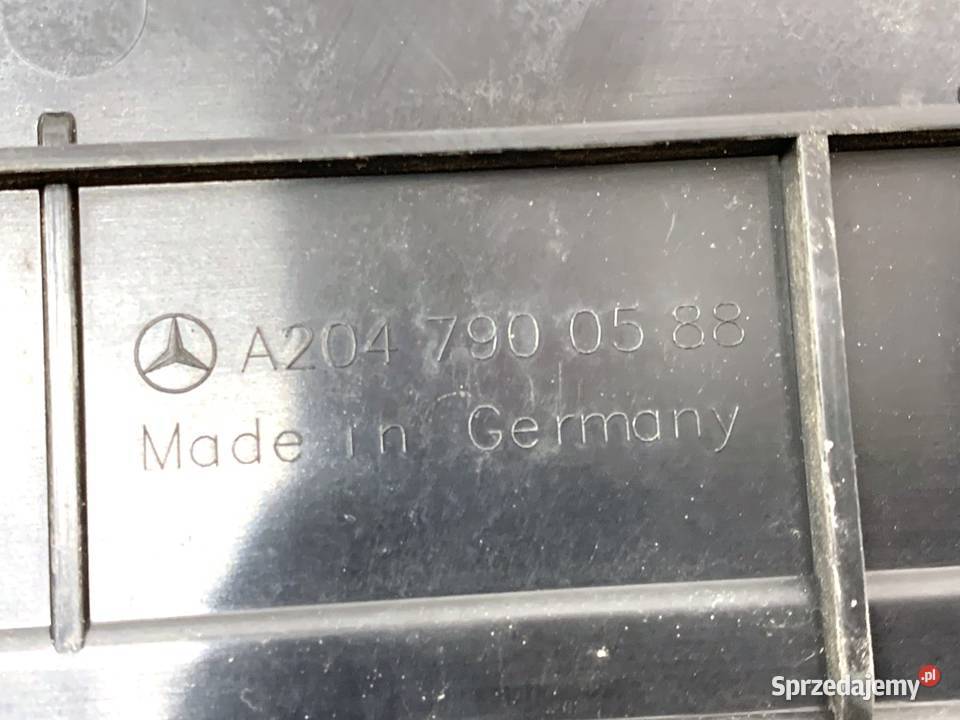 A204 790 05 88
Made in Germany
Sprzedajemy.pl